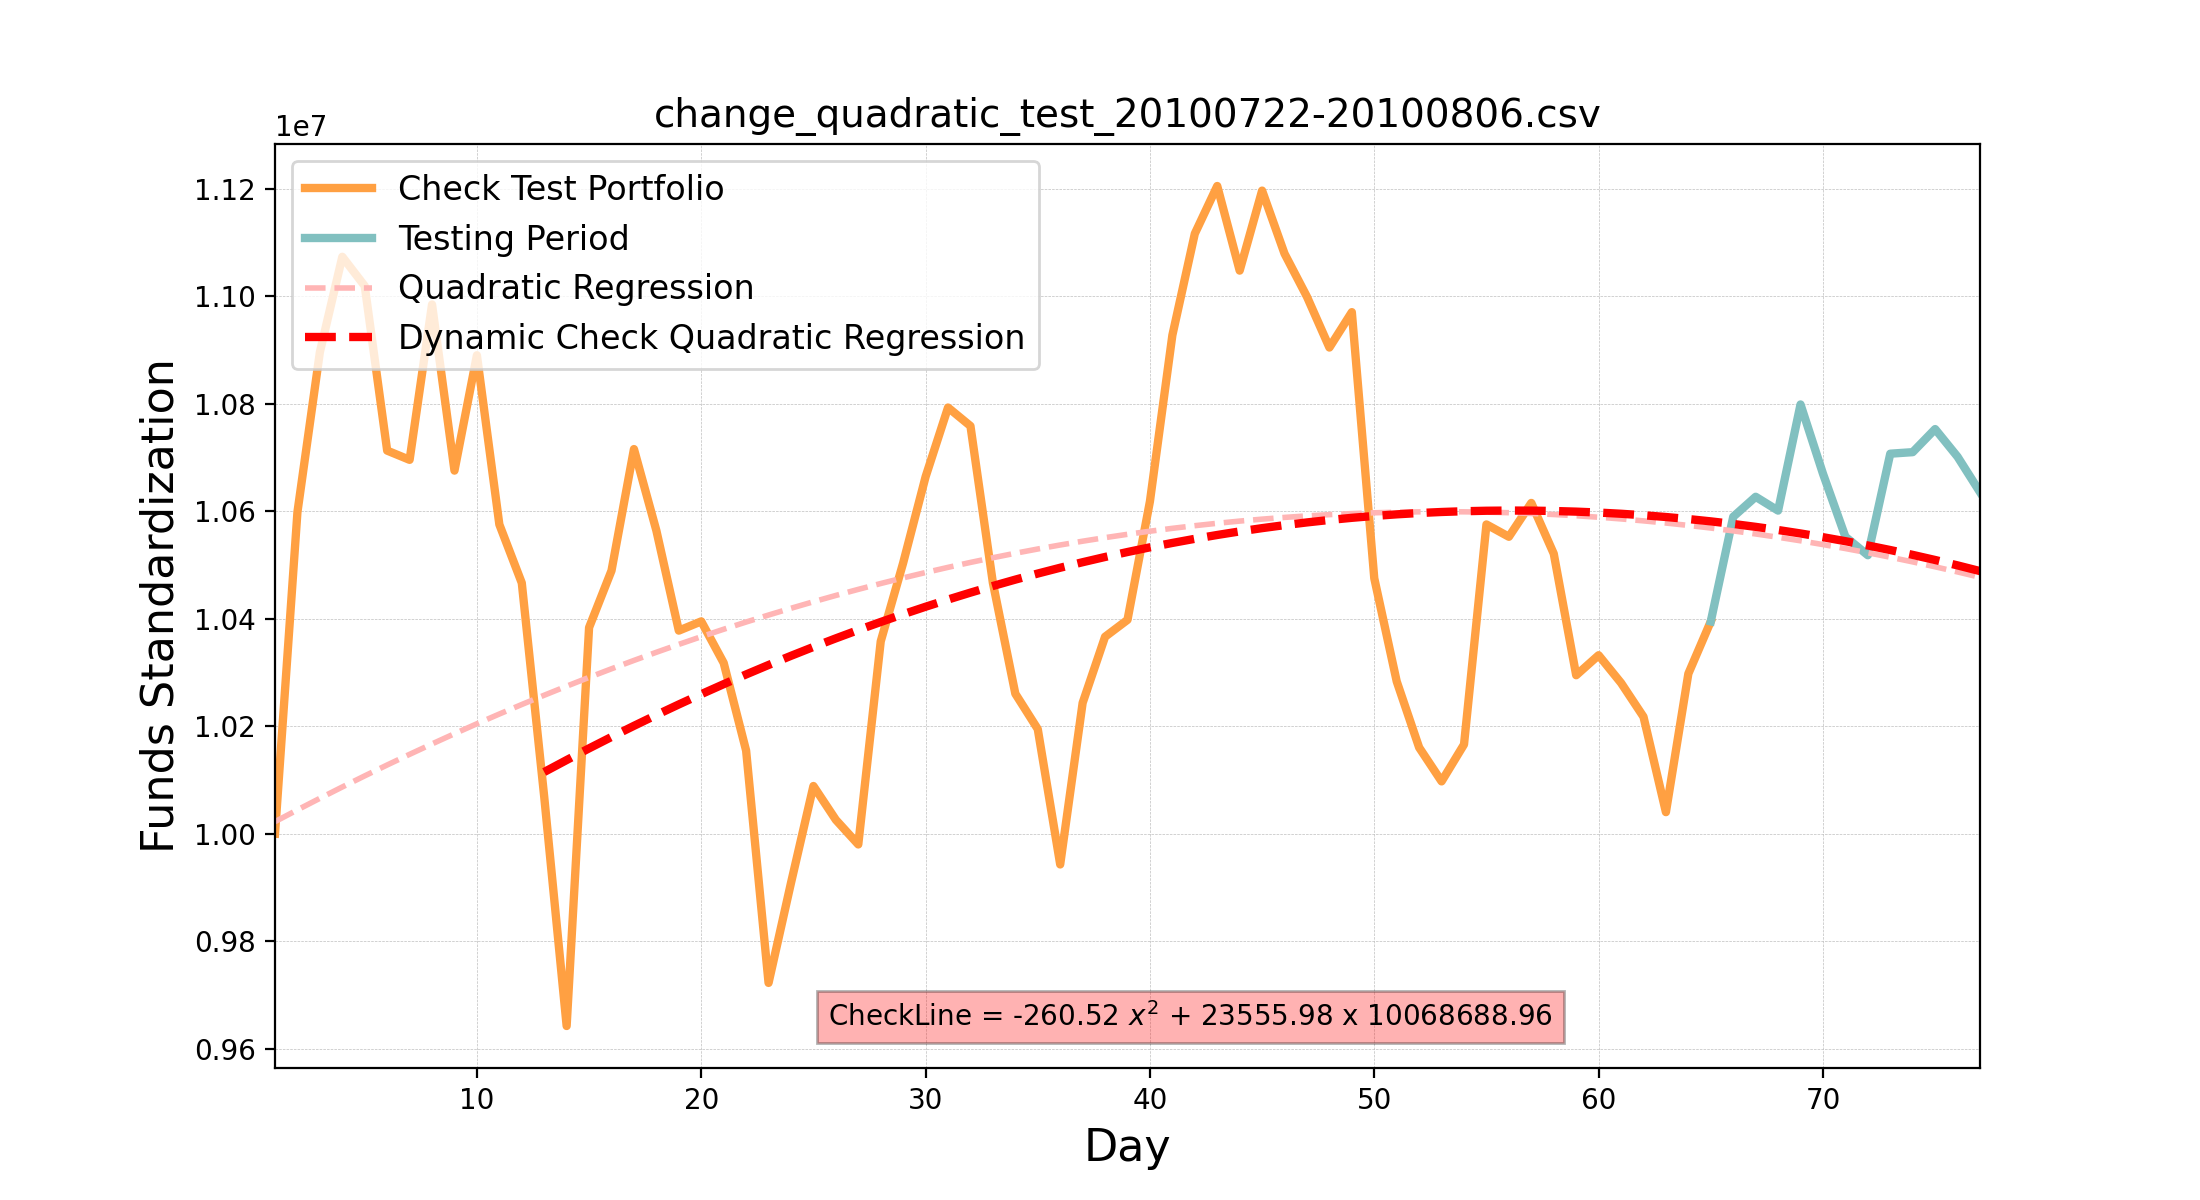 change_quadratic_test_20100722-20100806.csv
1e7
Check Test Portfolio
Testing Period
Quadratic Regression
Dynamic Check Quadratic Regression
1.12
1.10
1.08
1.06
1.04
1.02
1.00
0.98
0.96
Funds Standardization
CheckLine = -260.52 x² + 23555.98 x 10068688.96
10 20 30 40 50 60 70
Day